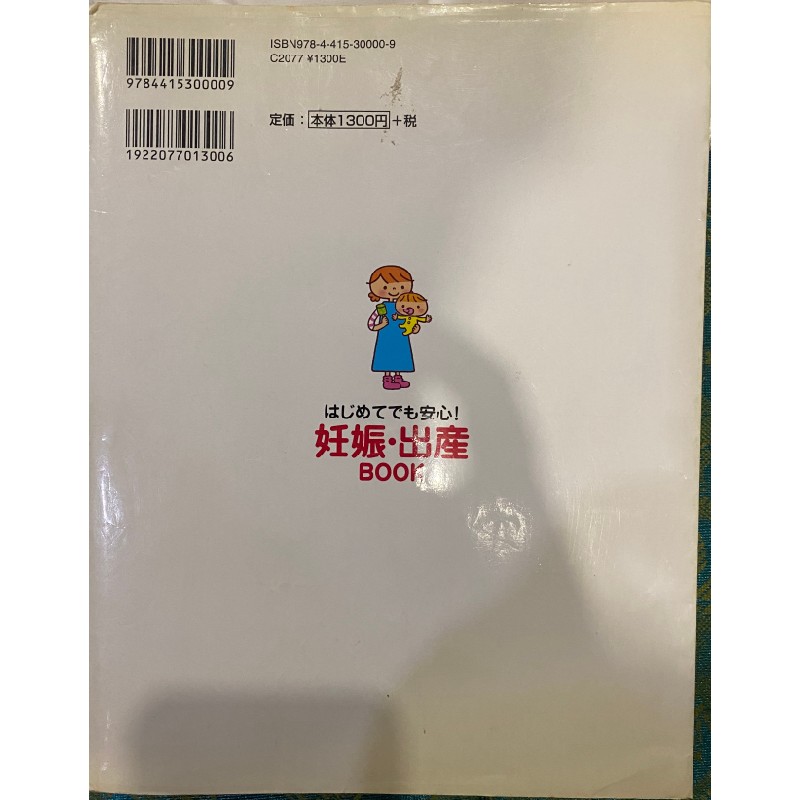 ISBN978-4-415-30000-9
C2077 ¥1300E
9784415300009
定価：本体1300円+税
1922077013006
はじめてでも安心!
妊娠・出産
BOOK